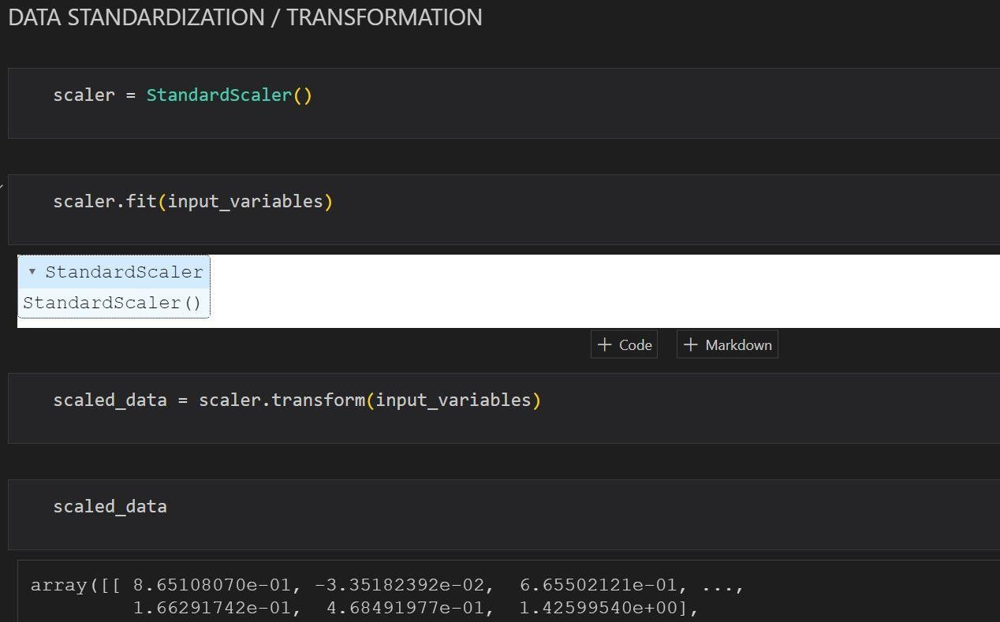 DATA STANDARDIZATION / TRANSFORMATION
scaler = StandardScaler()
scaler.fit(input_variables)
▾ StandardScaler
StandardScaler()
+ Code + Markdown
scaled_data = scaler.transform(input_variables)
scaled_data
array([[ 8.65108070e-01, -3.35182392e-02,  6.65502121e-01, ...,
         1.66291742e-01,  4.68491977e-01,  1.42599540e+00],